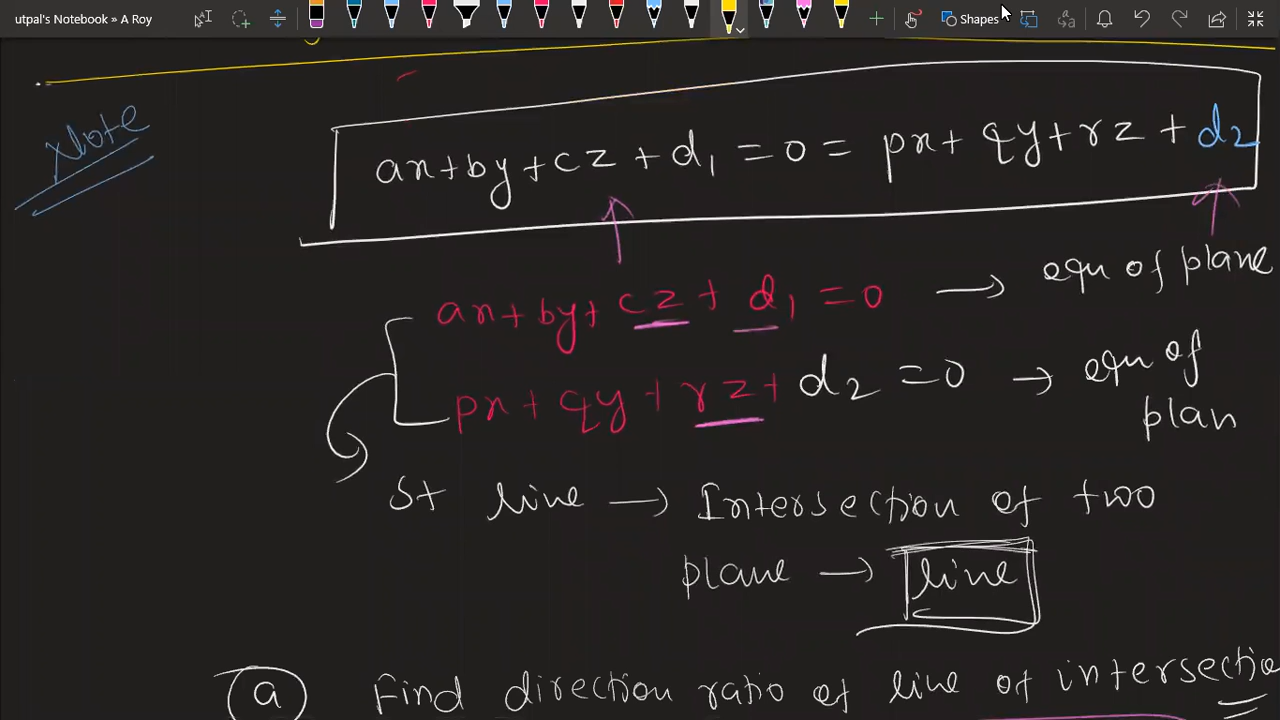 utpal's Notebook » A Roy
Shapes
Note
ax+by+cz+d₁ =0= px+ qy+rz+d₂
ax+by+cz+d₁ =0 → equ of plane
px+qy+rz+d₂ =0 → equ of
plan
St line → Intersection of two
plane → line
a Find direction ratio of line of intersectio